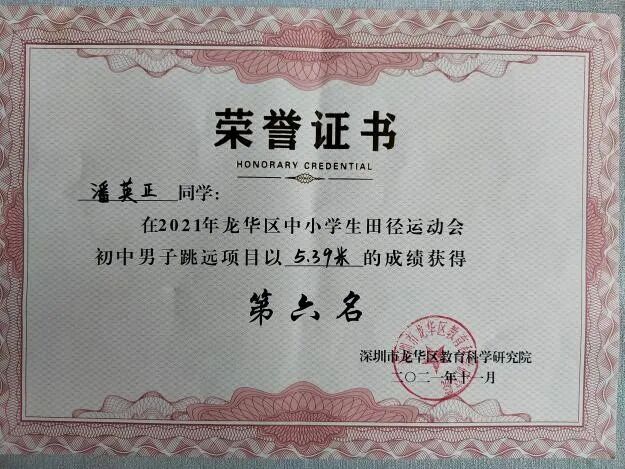 荣誉证书
HONORARY CREDENTIAL
潘英正 同学：
在2021年龙华区中小学生田径运动会
初中男子跳远项目以 5.39米 的成绩获得
第六名
深圳市龙华区教育科学研究院
二〇二一年十一月